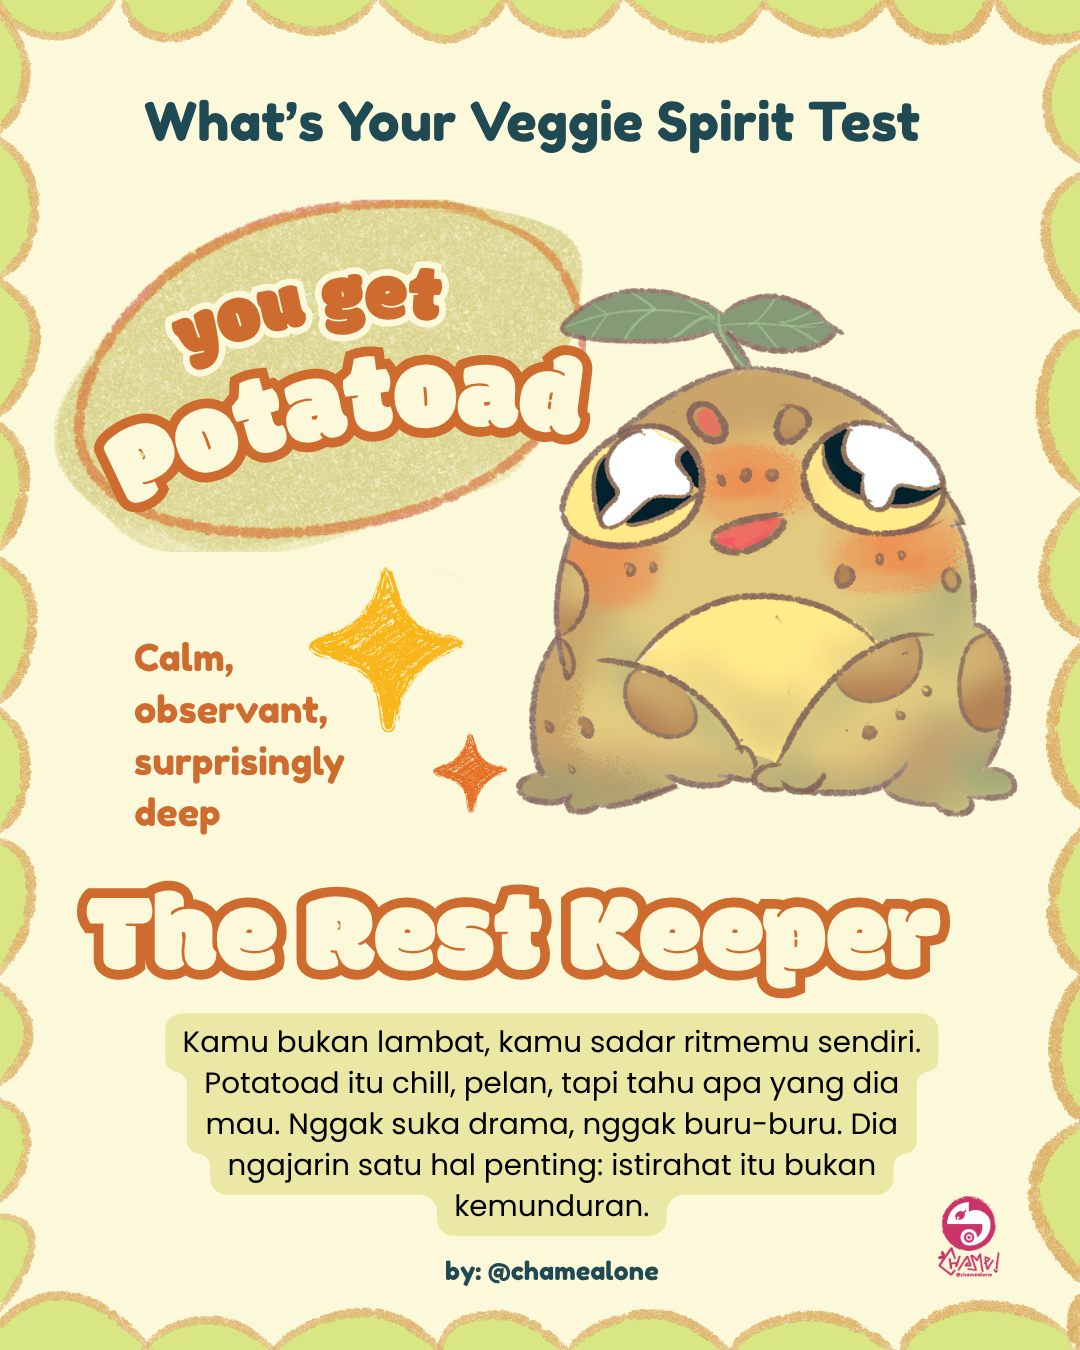 What's Your Veggie Spirit Test
you get
Potatoad
Calm,
observant,
surprisingly
deep
The Rest Keeper
Kamu bukan lambat, kamu sadar ritmemu sendiri.
Potatoad itu chill, pelan, tapi tahu apa yang dia
mau. Nggak suka drama, nggak buru-buru. Dia
ngajarin satu hal penting: istirahat itu bukan
kemunduran.
by: @chamealone
CHAME!
@chamealone